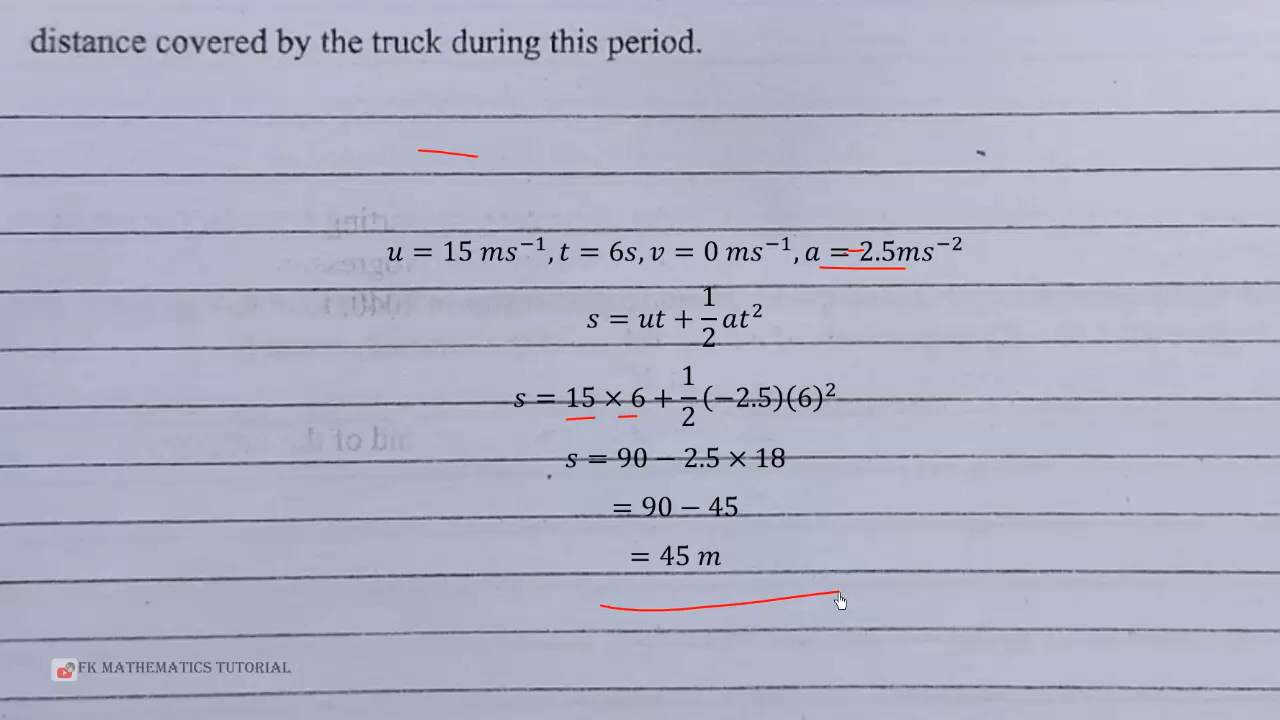 distance covered by the truck during this period.
u = 15 ms⁻¹, t = 6s, v = 0 ms⁻¹, a = −2.5ms⁻²
s = ut + 1/2 at²
s = 15 × 6 + 1/2 (−2.5)(6)²
s = 90 − 2.5 × 18
= 90 − 45
= 45 m
FK MATHEMATICS TUTORIAL